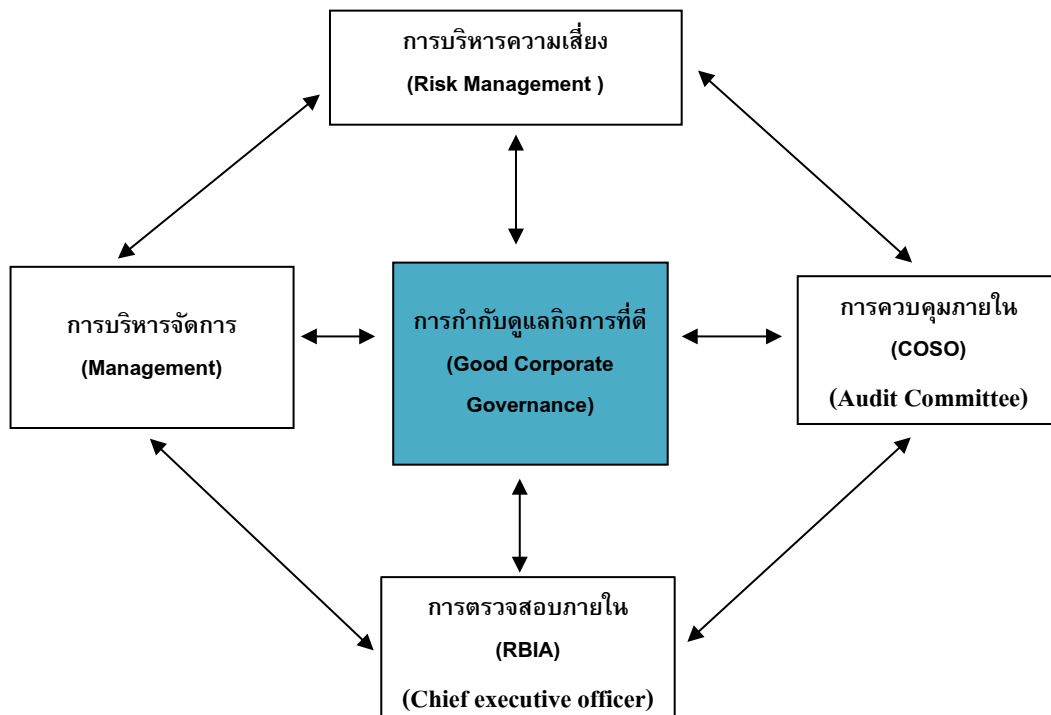 การบริหารความเสี่ยง
(Risk Management )
การบริหารจัดการ
(Management)
การกำกับดูแลกิจการที่ดี
(Good Corporate
Governance)
การควบคุมภายใน
(COSO)
(Audit Committee)
การตรวจสอบภายใน
(RBIA)
(Chief executive officer)